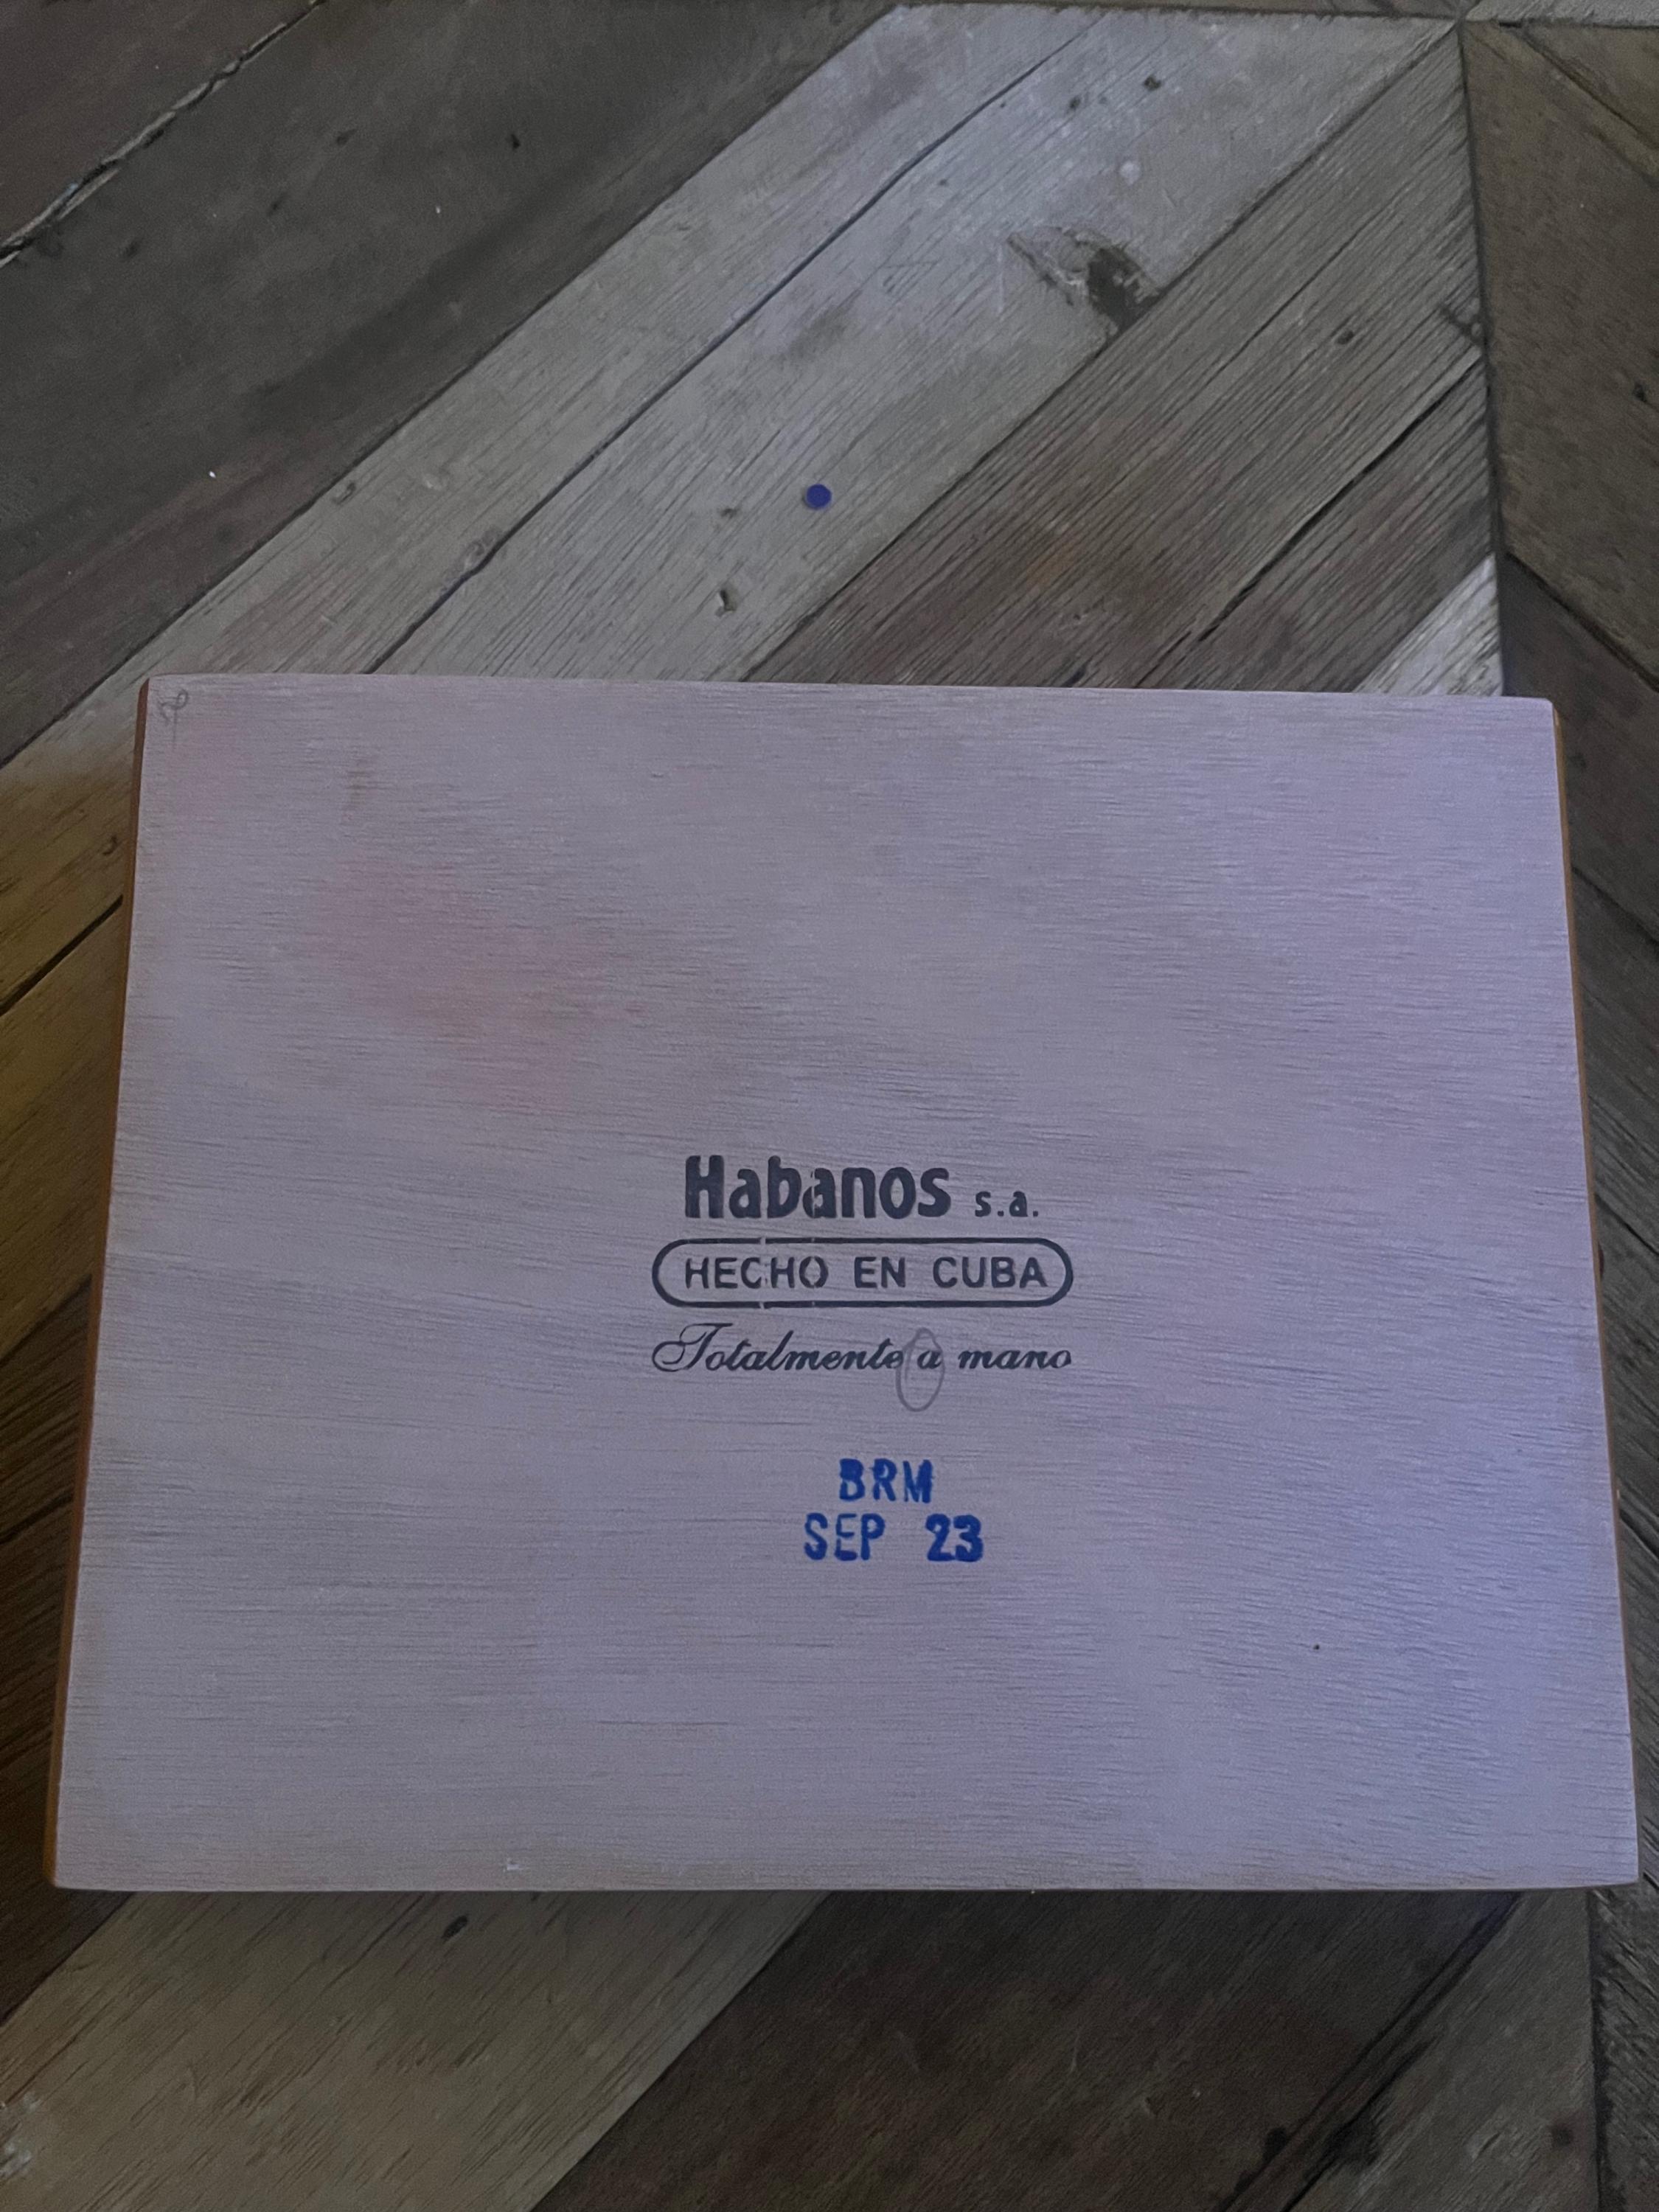 Habanos s.a.
HECHO EN CUBA
Totalmente a mano
BRM
SEP 23